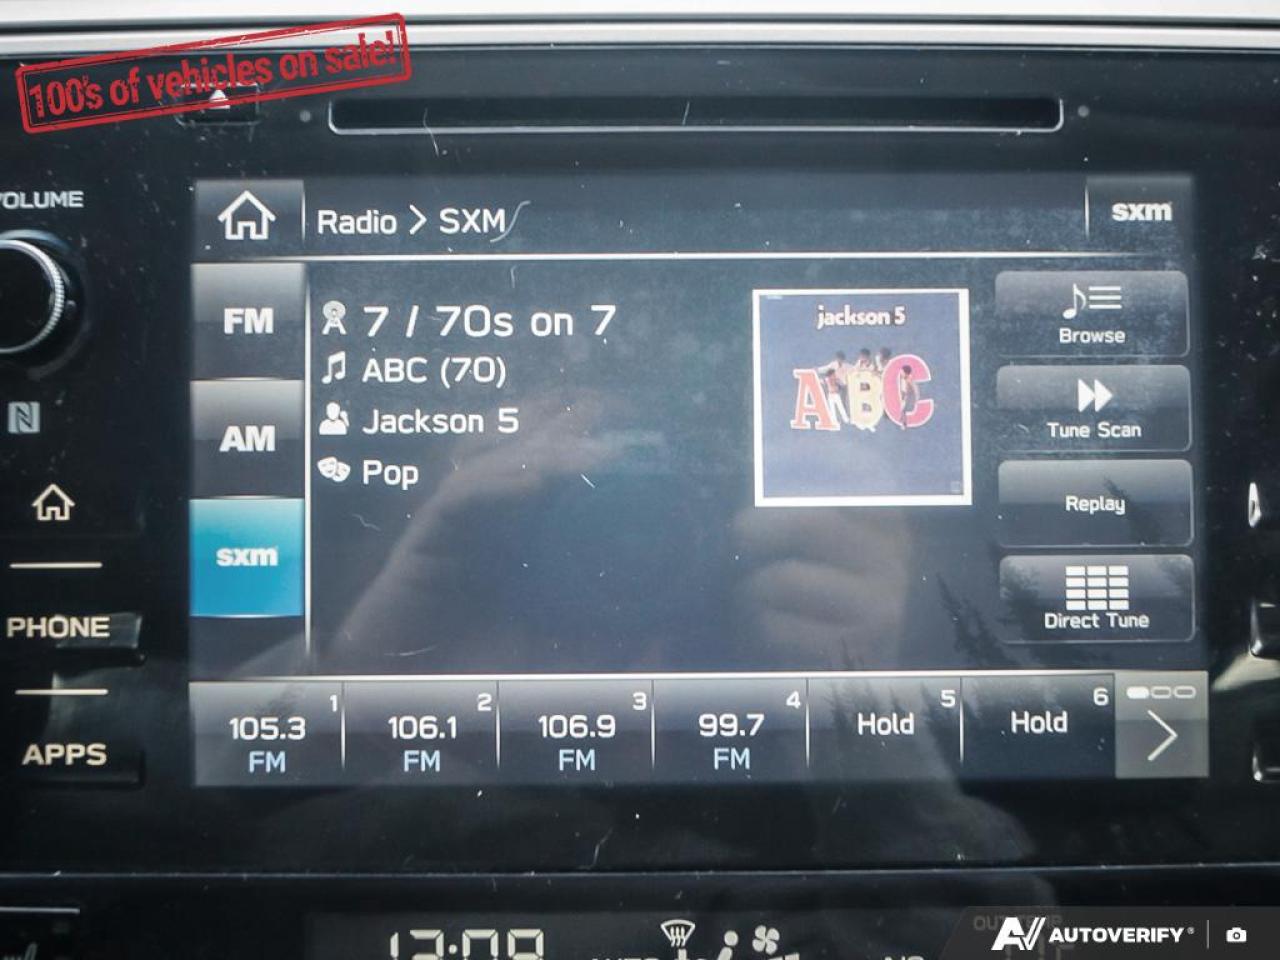 100's of vehicles on sale!
VOLUME
Radio > SXM
sxm
FM
AM
sxm
7 / 70s on 7
ABC (70)
Jackson 5
Pop
jackson 5
ABC
Browse
Tune Scan
Replay
Direct Tune
N
PHONE
APPS
1
105.3
FM
2
106.1
FM
3
106.9
FM
4
99.7
FM
5
Hold
6
Hold
AUTOVERIFY